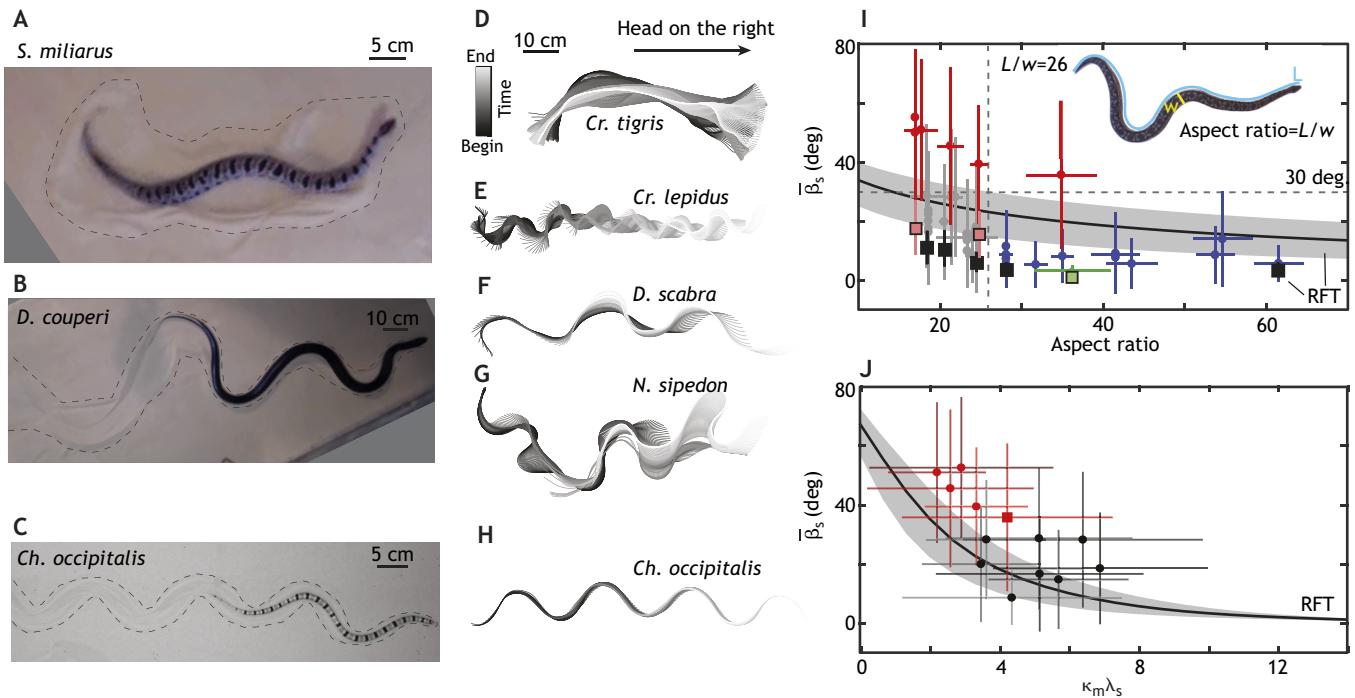 A
S. miliarus
5 cm
B
D. couperi
10 cm
C
Ch. occipitalis
5 cm
D
Head on the right
10 cm
End
Time
Begin
Cr. tigris
E
Cr. lepidus
F
D. scabra
G
N. sipedon
H
Ch. occipitalis
I
80
40
0
β̅s (deg)
L/w=26
L
w
Aspect ratio=L/w
30 deg.
RFT
20
40
60
Aspect ratio
J
80
40
0
β̅s (deg)
RFT
0
4
8
12
κmλs